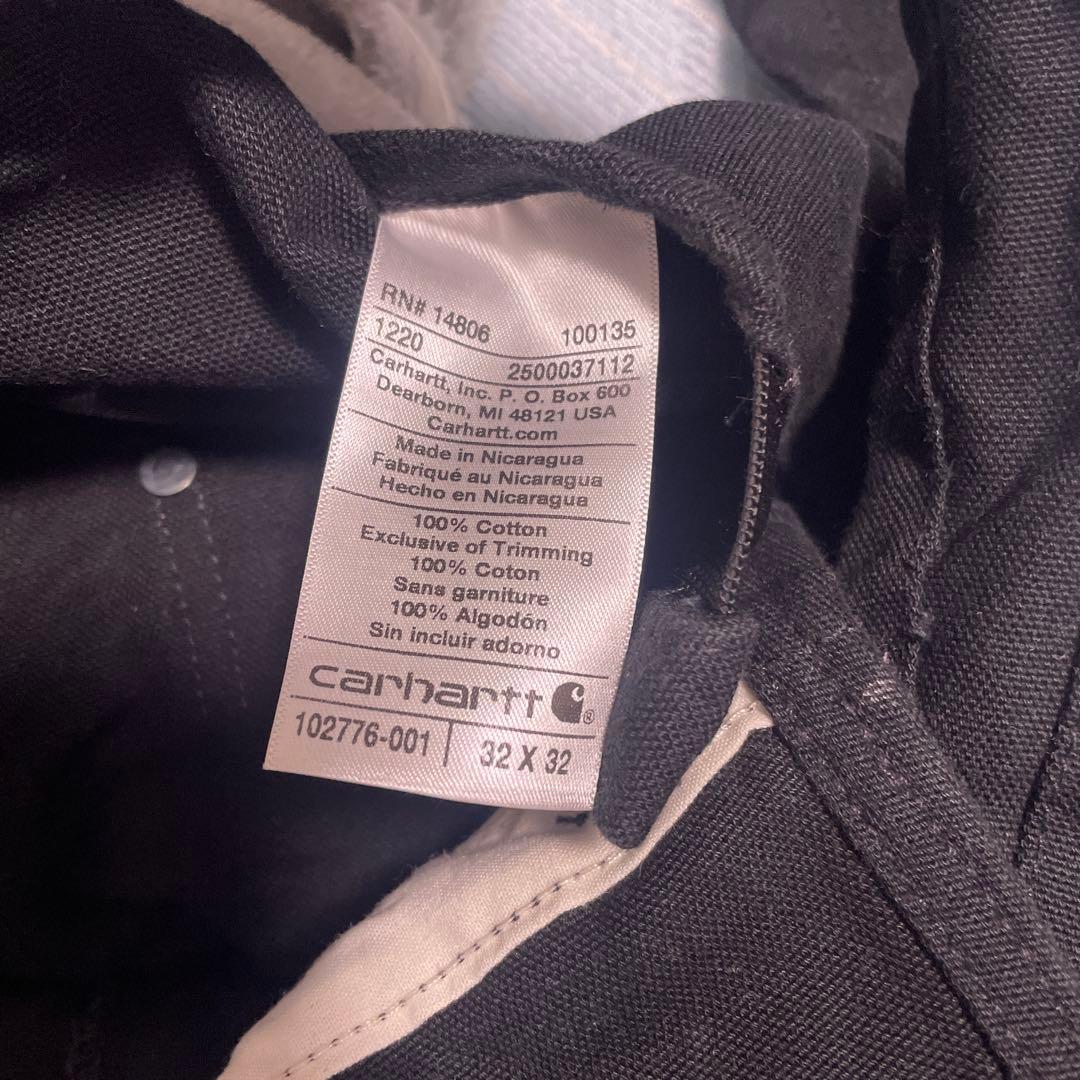 RN# 14806 100135
1220 2500037112
Carhartt, Inc. P. O. Box 600
Dearborn, MI 48121 USA
Carhartt.com
Made in Nicaragua
Fabriqué au Nicaragua
Hecho en Nicaragua
100% Cotton
Exclusive of Trimming
100% Coton
Sans garniture
100% Algodón
Sin incluir adorno
carhartt ®
102776-001 32 X 32